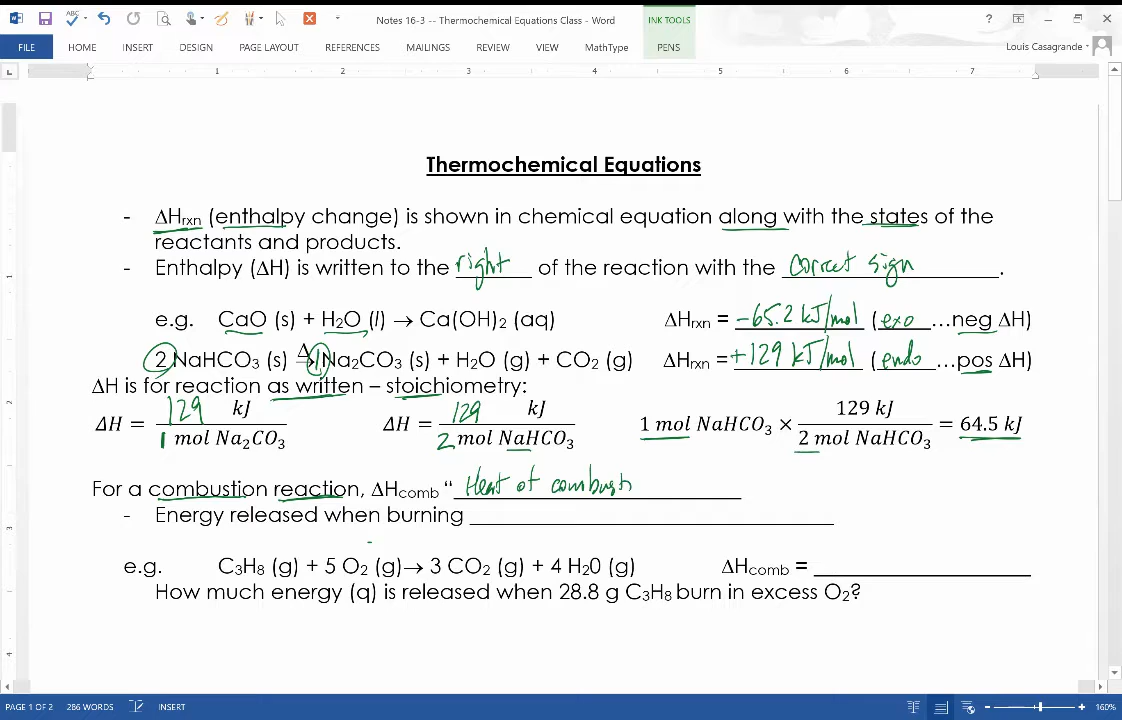 Notes 16-3 -- Thermochemical Equations Class - Word
INK TOOLS
?
FILE HOME INSERT DESIGN PAGE LAYOUT REFERENCES MAILINGS REVIEW VIEW MathType PENS
Louis Casagrande
1 2 3 4 5 6 7
Thermochemical Equations
- ΔHrxn (enthalpy change) is shown in chemical equation along with the states of the
reactants and products.
- Enthalpy (ΔH) is written to the right of the reaction with the correct sign.
e.g. CaO (s) + H2O (l) → Ca(OH)2 (aq) ΔHrxn = -65.2 kJ/mol (exo...neg ΔH)
2 NaHCO3 (s) Δ→ 1 Na2CO3 (s) + H2O (g) + CO2 (g) ΔHrxn = +129 kJ/mol (endo...pos ΔH)
ΔH is for reaction as written – stoichiometry:
ΔH = 129 kJ / 1 mol Na2CO3 ΔH = 129 kJ / 2 mol NaHCO3 1 mol NaHCO3 × 129 kJ / 2 mol NaHCO3 = 64.5 kJ
For a combustion reaction, ΔHcomb “Heat of combusti
- Energy released when burning
e.g. C3H8 (g) + 5 O2 (g)→ 3 CO2 (g) + 4 H20 (g) ΔHcomb =
How much energy (q) is released when 28.8 g C3H8 burn in excess O2?
PAGE 1 OF 2 286 WORDS INSERT 160%